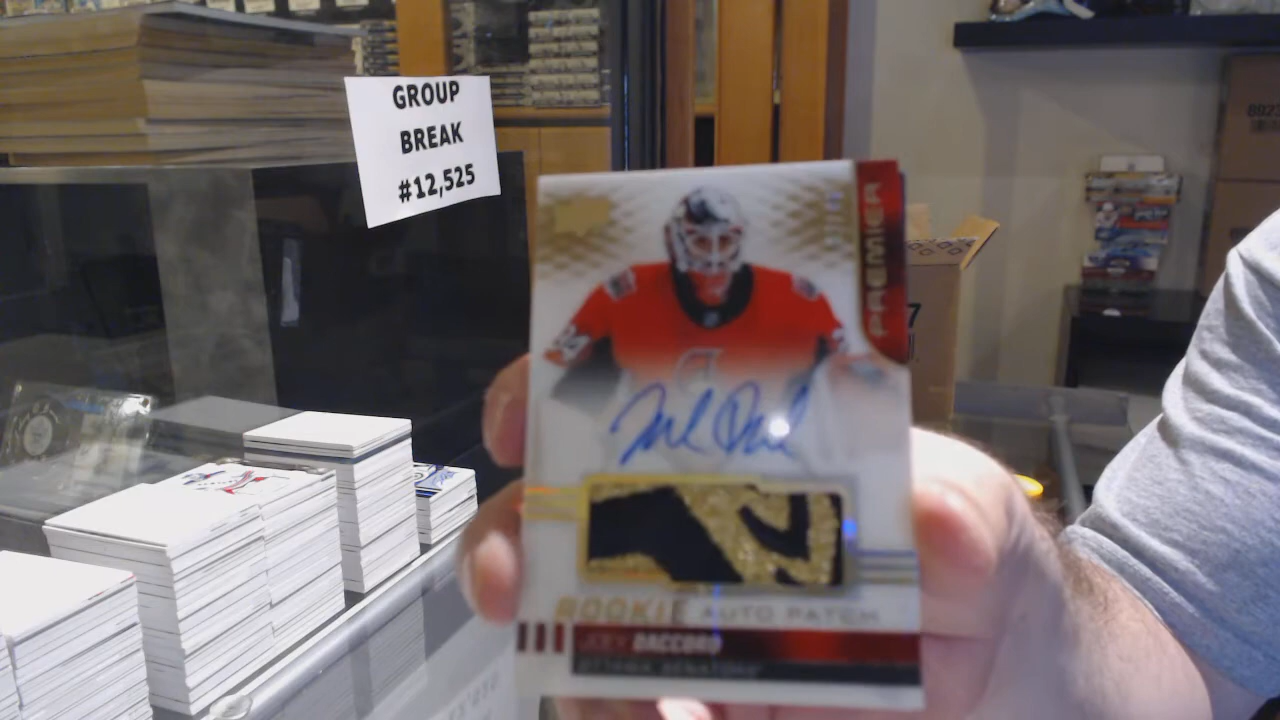 GROUP
BREAK
#12,525
PREMIER
ROOKIE AUTO PATCH
JOEY DACCORD
OTTAWA SENATORS